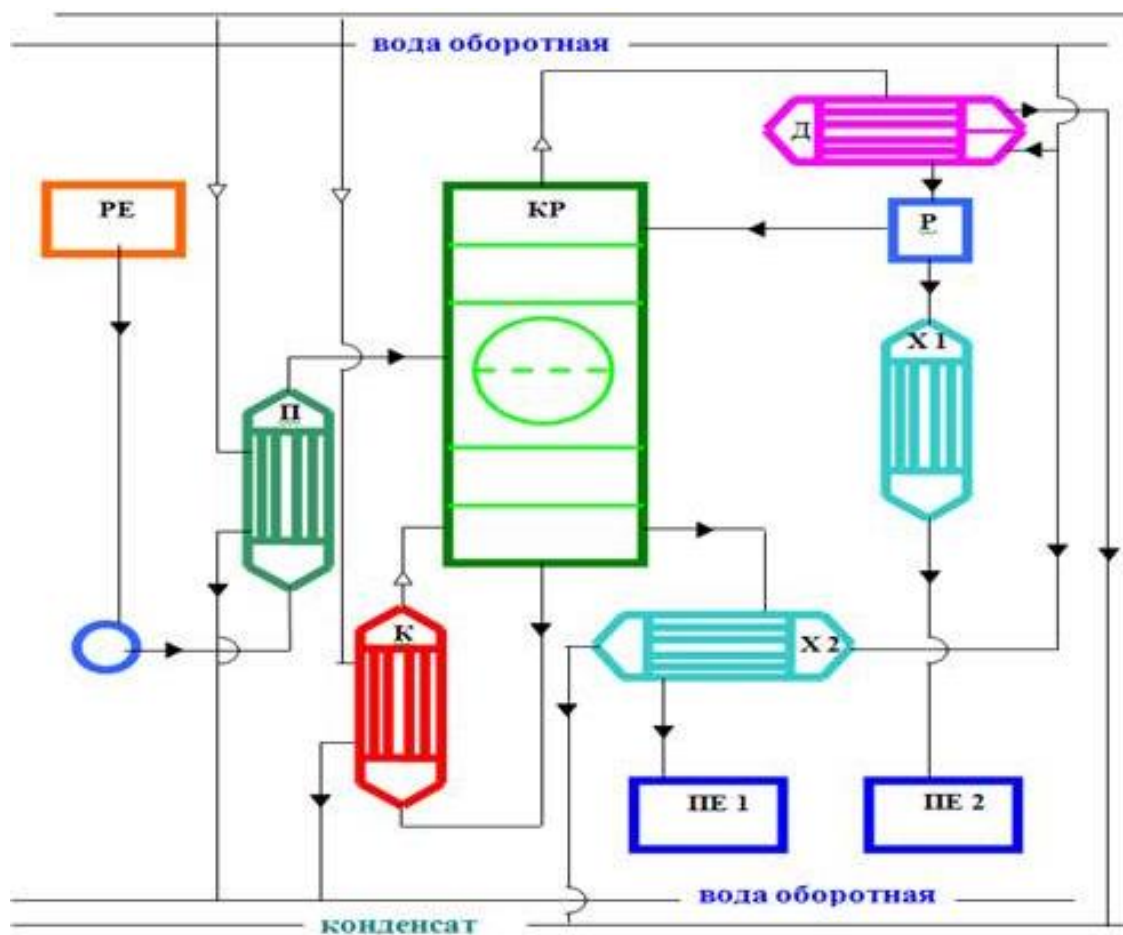 вода оборотная
Д
РЕ
КР
Р
Х 1
П
К
Х 2
ПЕ 1
ПЕ 2
вода оборотная
конденсат